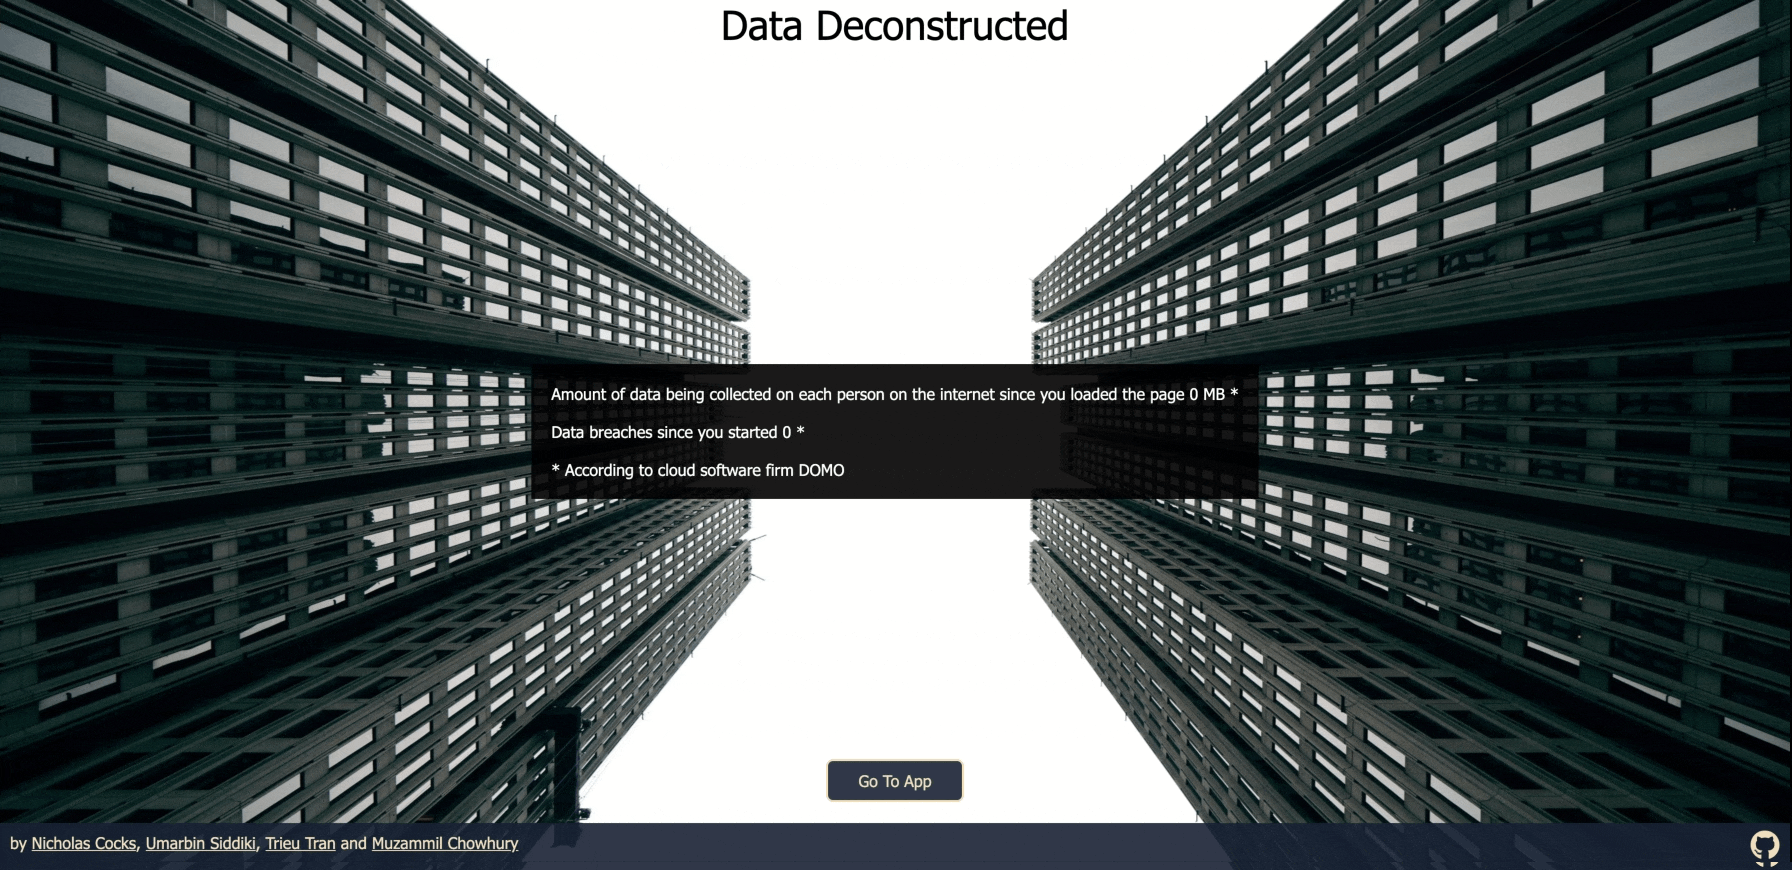 Data Deconstructed
Amount of data being collected on each person on the internet since you loaded the page 0 MB *
Data breaches since you started 0 *
* According to cloud software firm DOMO
Go To App
by Nicholas Cocks, Umarbin Siddiki, Trieu Tran and Muzammil Chowhury